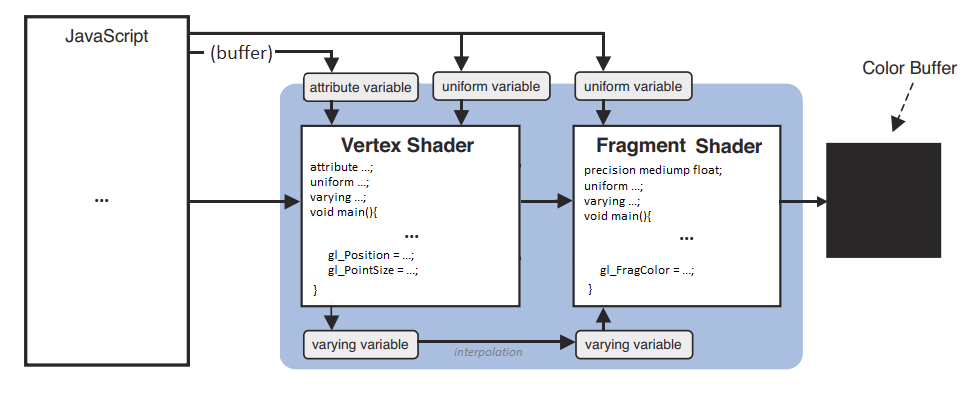 JavaScript
(buffer)
Color Buffer
attribute variable
uniform variable
uniform variable
...
Vertex Shader
attribute ...;
uniform ...;
varying ...;
void main(){
...
gl_Position = ...;
gl_PointSize = ...;
}
Fragment Shader
precision mediump float;
uniform ...;
varying ...;
void main(){
...
gl_FragColor = ...;
}
varying variable
interpolation
varying variable